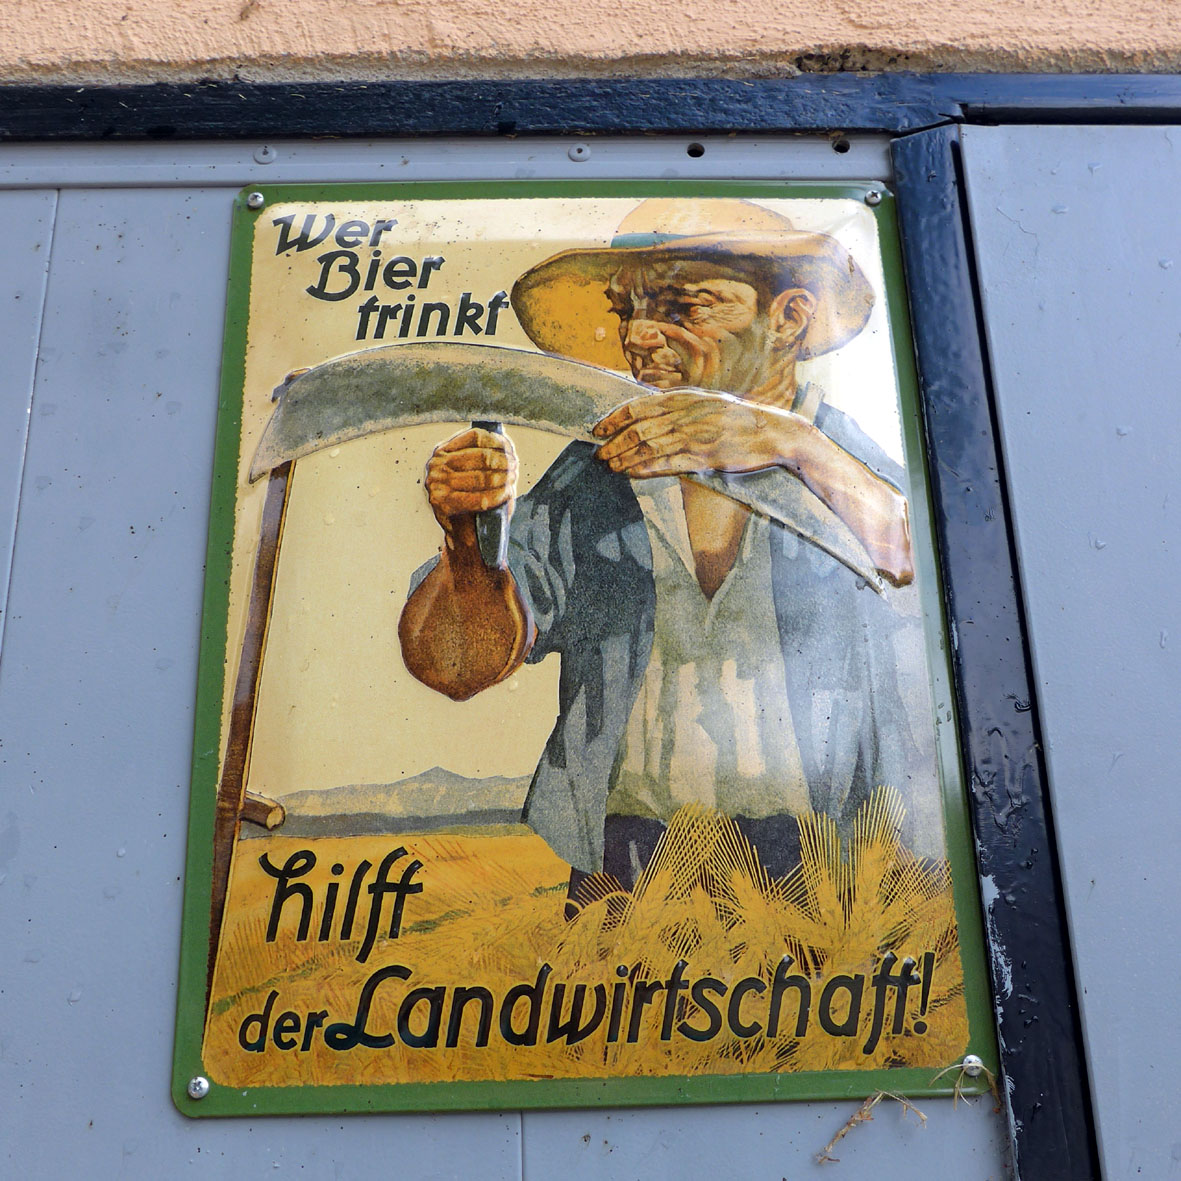 Wer
Bier
trinkt
hilft
der Landwirtschaft!